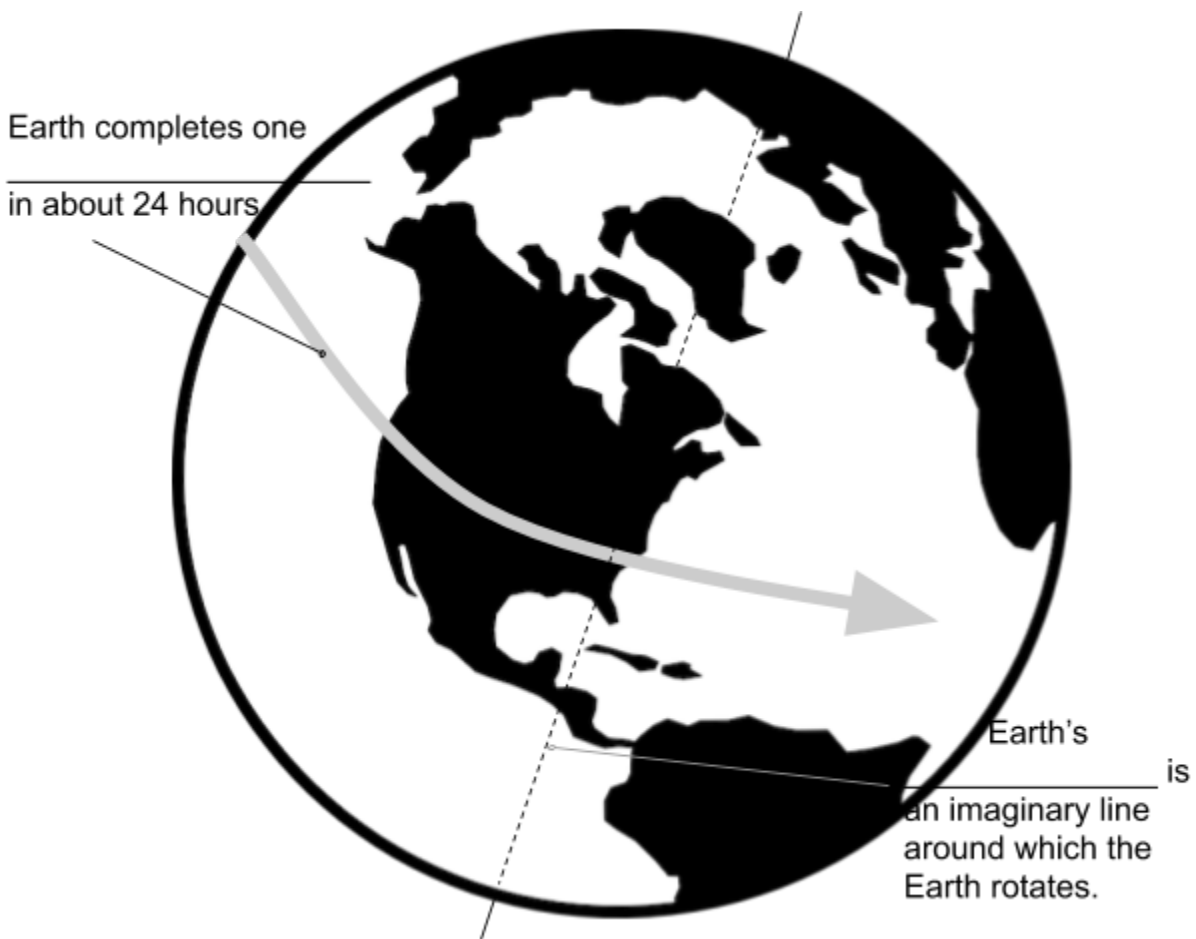 Earth completes one
in about 24 hours
Earth's
is
an imaginary line
around which the
Earth rotates.